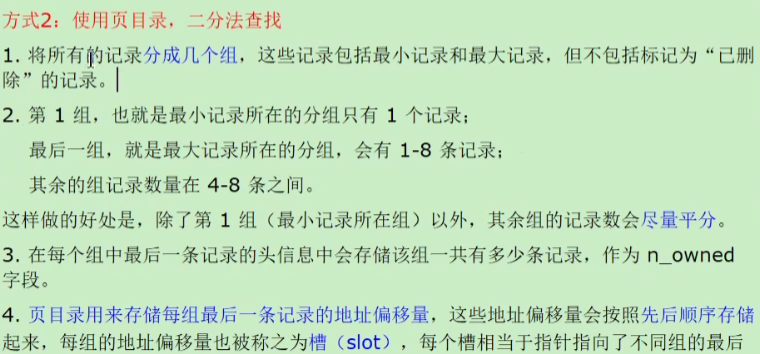 方式2：使用页目录，二分法查找
1. 将所有的记录分成几个组，这些记录包括最小记录和最大记录，但不包括标记为“已删
除”的记录。
2. 第 1 组，也就是最小记录所在的分组只有 1 个记录；
最后一组，就是最大记录所在的分组，会有 1-8 条记录；
其余的组记录数量在 4-8 条之间。
这样做的好处是，除了第 1 组（最小记录所在组）以外，其余组的记录数会尽量平分。
3. 在每个组中最后一条记录的头信息中会存储该组一共有多少条记录，作为 n_owned
字段。
4. 页目录用来存储每组最后一条记录的地址偏移量，这些地址偏移量会按照先后顺序存储
起来，每组的地址偏移量也被称之为槽（slot），每个槽相当于指针指向了不同组的最后